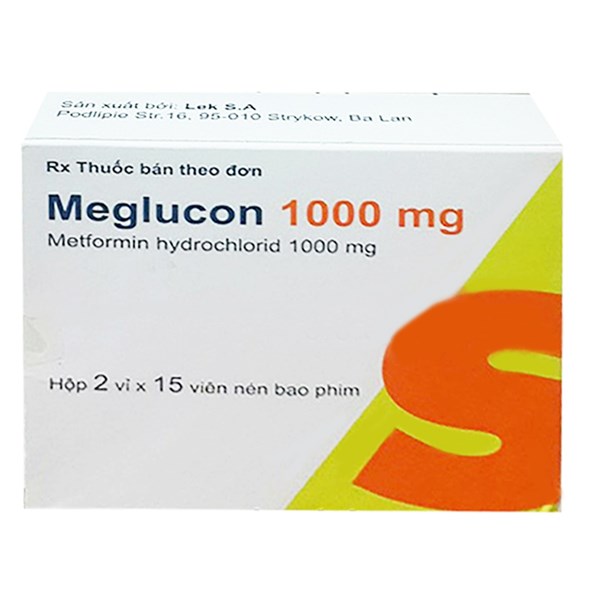 Sản xuất bởi: Lek S.A
Podlipie Str.16, 95-010 Strykow, Ba Lan
Rx Thuốc bán theo đơn
Meglucon 1000 mg
Metformin hydrochlorid 1000 mg
Hộp 2 vỉ x 15 viên nén bao phim
S